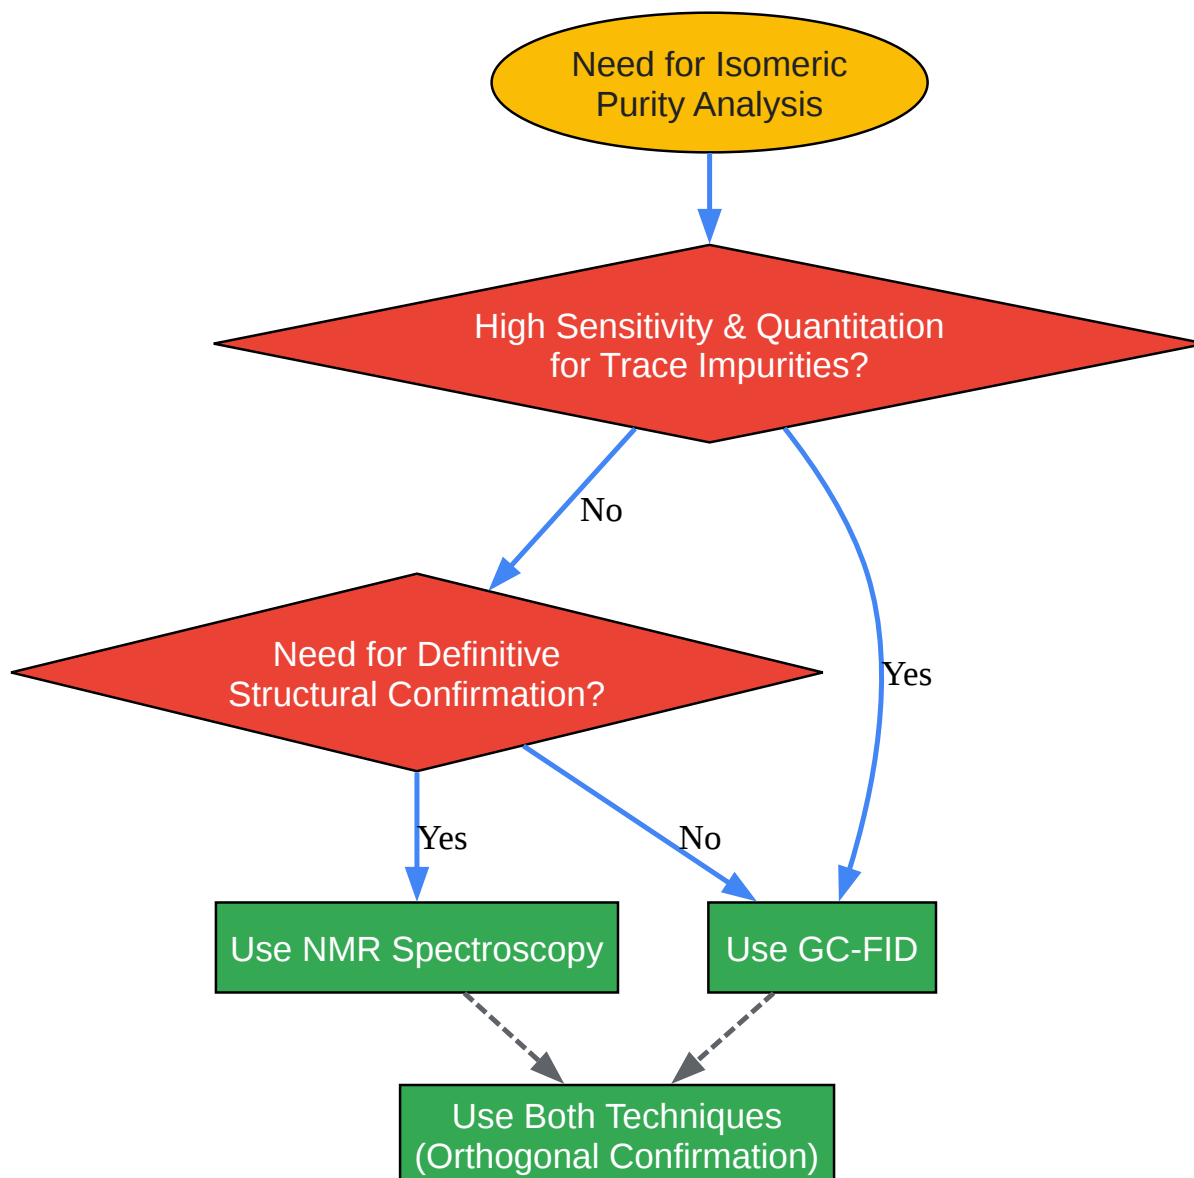 Need for Isomeric
Purity Analysis
High Sensitivity & Quantitation
for Trace Impurities?
No
Need for Definitive
Structural Confirmation?
Yes
Yes
No
Use NMR Spectroscopy
Use GC-FID
Use Both Techniques
(Orthogonal Confirmation)